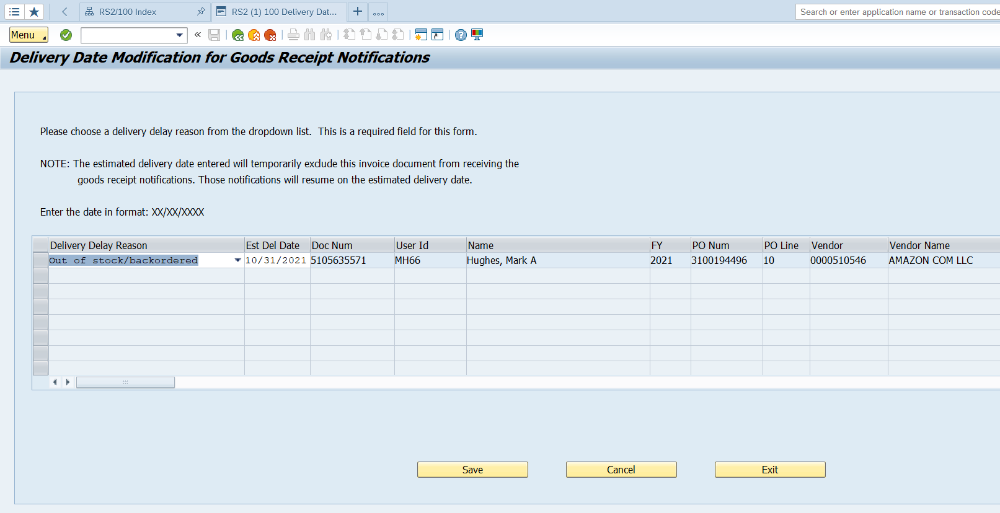 RS2/100 Index
RS2 (1) 100 Delivery Dat...
Search or enter application name or transaction code
Menu
Delivery Date Modification for Goods Receipt Notifications
Please choose a delivery delay reason from the dropdown list.  This is a required field for this form.
NOTE: The estimated delivery date entered will temporarily exclude this invoice document from receiving the
goods receipt notifications. Those notifications will resume on the estimated delivery date.
Enter the date in format: XX/XX/XXXX
Delivery Delay Reason Est Del Date Doc Num User Id Name FY PO Num PO Line Vendor Vendor Name
Out of stock/backordered 10/31/2021 5105635571 MH66 Hughes, Mark A 2021 3100194496 10 0000510546 AMAZON COM LLC
Save Cancel Exit